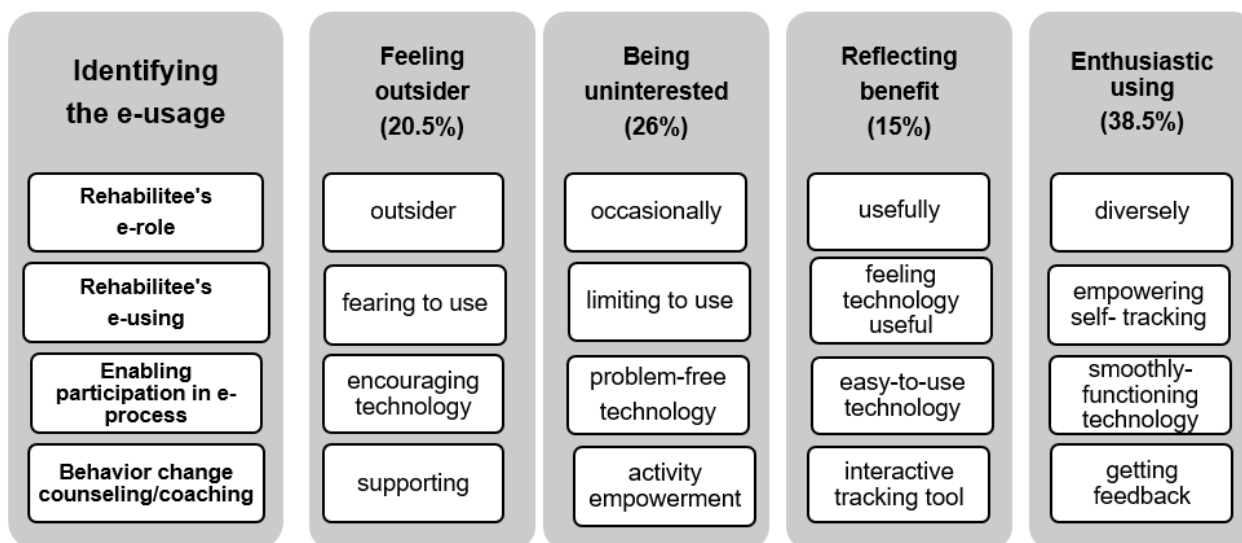 Identifying
the e-usage
Rehabilitee's
e-role
Rehabilitee's
e-using
Enabling
participation in e-
process
Behavior change
counseling/coaching
Feeling
outsider
(20.5%)
outsider
fearing to use
encouraging
technology
supporting
Being
uninterested
(26%)
occasionally
limiting to use
problem-free
technology
activity
empowerment
Reflecting
benefit
(15%)
usefully
feeling
technology
useful
easy-to-use
technology
interactive
tracking tool
Enthusiastic
using
(38.5%)
diversely
empowering
self- tracking
smoothly-
functioning
technology
getting
feedback